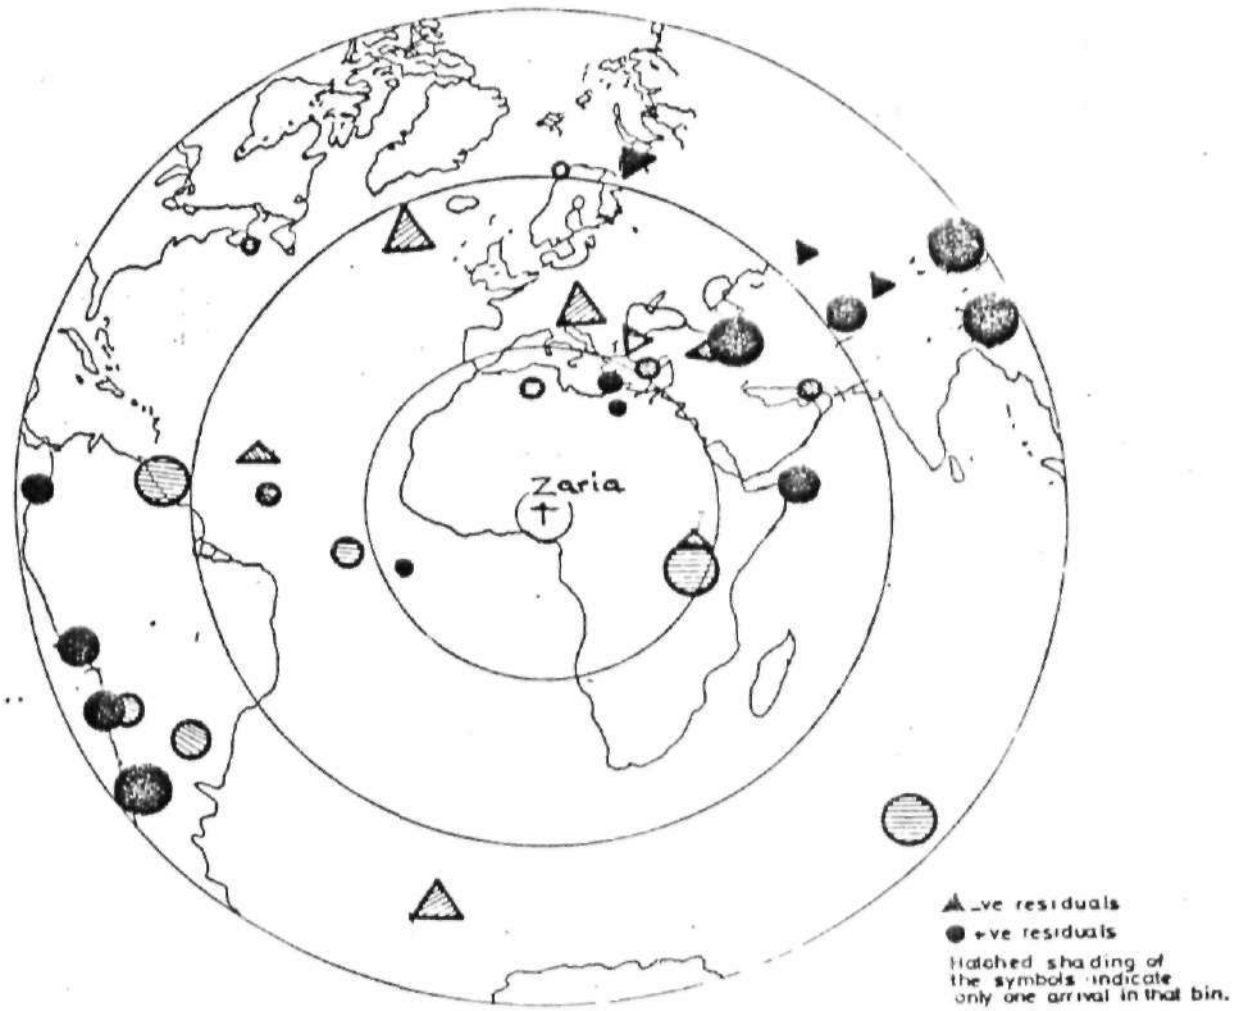 Zaria
-ve residuals
+ve residuals
Hatched shading of
the symbols indicate
only one arrival in that bin.